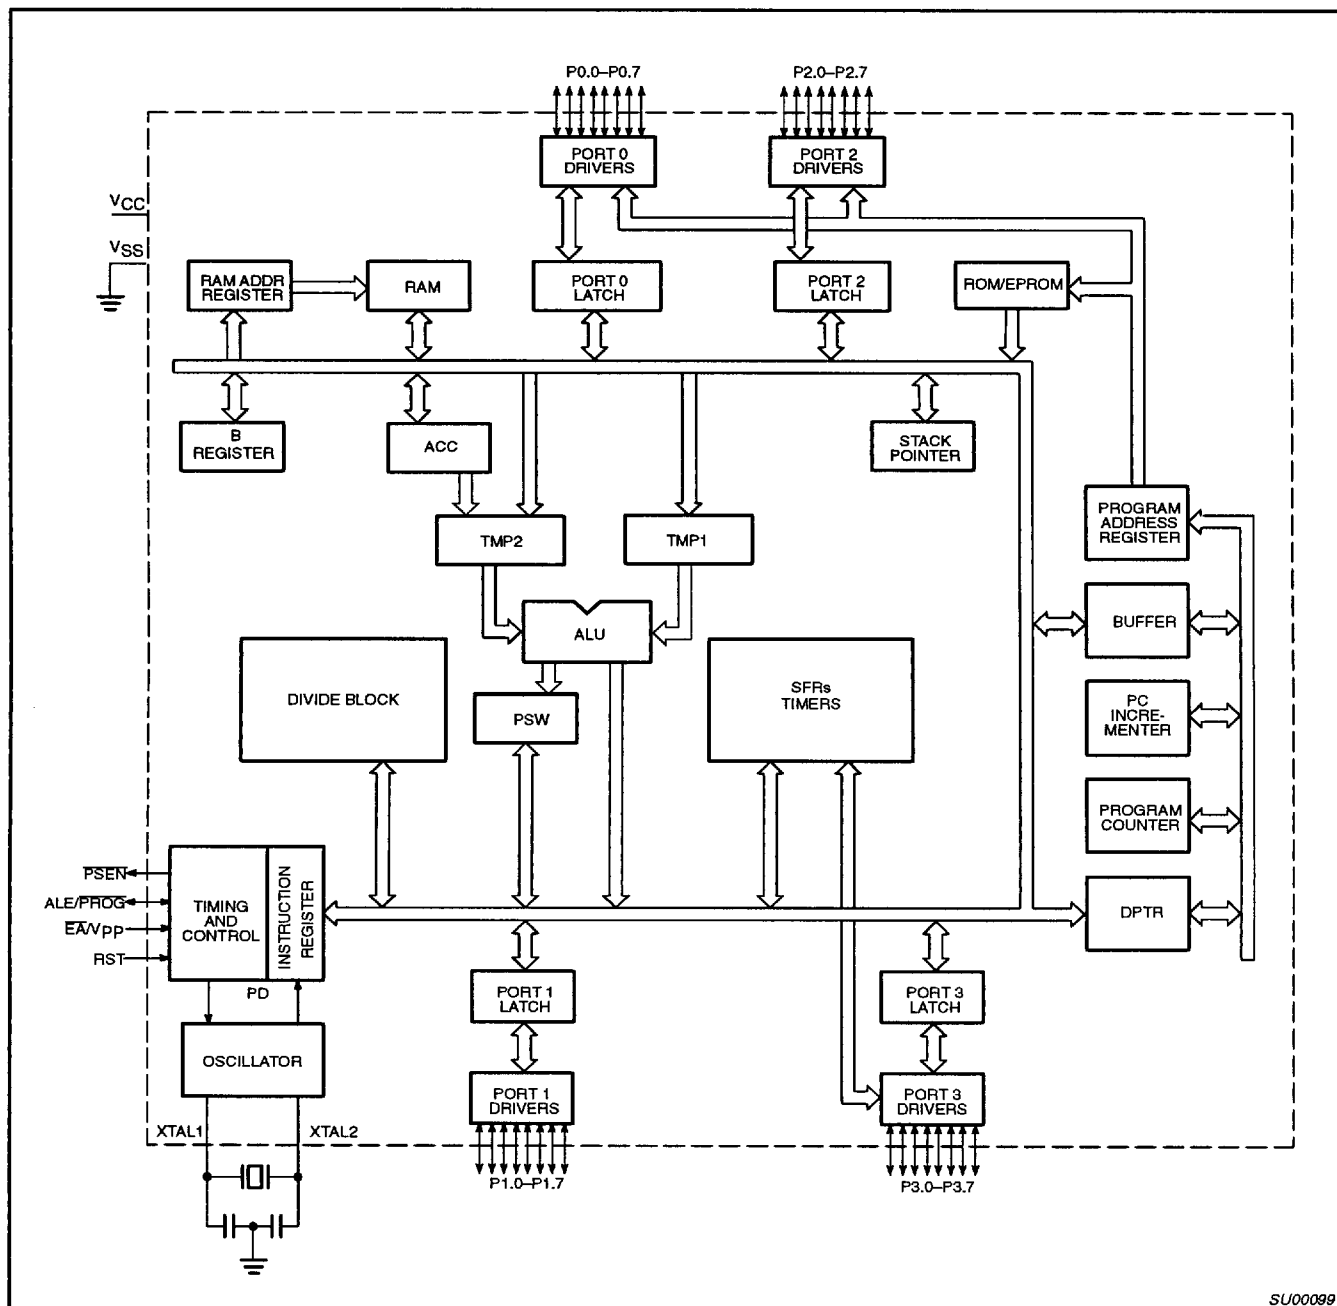 P0.0–P0.7
P2.0–P2.7
PORT 0
DRIVERS
PORT 2
DRIVERS
VCC
VSS
RAM ADDR
REGISTER
RAM
PORT 0
LATCH
PORT 2
LATCH
ROM/EPROM
B
REGISTER
ACC
STACK
POINTER
TMP2
TMP1
PROGRAM
ADDRESS
REGISTER
ALU
BUFFER
DIVIDE BLOCK
PSW
SFRs
TIMERS
PC
INCRE-
MENTER
PROGRAM
COUNTER
PSEN
ALE/PROG
EA/VPP
RST
TIMING
AND
CONTROL
INSTRUCTION
REGISTER
DPTR
PD
PORT 1
LATCH
PORT 3
LATCH
OSCILLATOR
PORT 1
DRIVERS
PORT 3
DRIVERS
XTAL1
XTAL2
P1.0–P1.7
P3.0–P3.7
SU00099